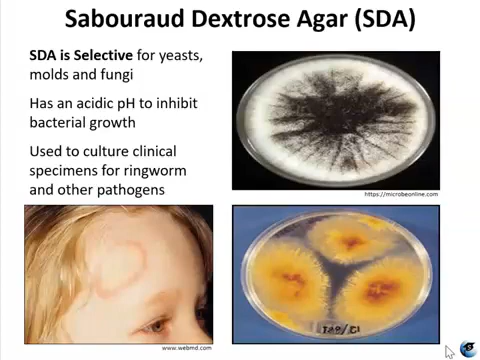 Sabouraud Dextrose Agar (SDA)
SDA is Selective for yeasts,
molds and fungi
Has an acidic pH to inhibit
bacterial growth
Used to culture clinical
specimens for ringworm
and other pathogens
https://microbeonline.com
www.webmd.com